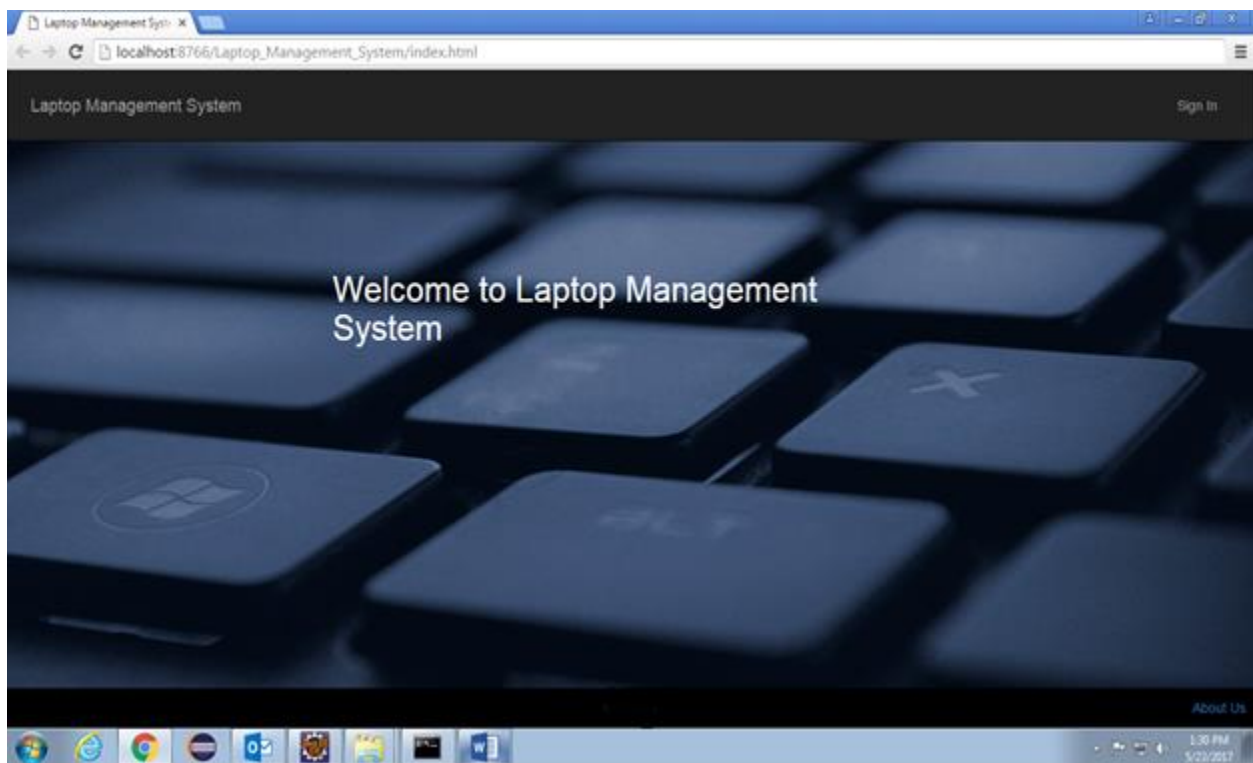 Laptop Management Syst
localhost:8766/Laptop_Management_System/index.html
Laptop Management System
Sign In
Welcome to Laptop Management
System
X
ALT
About Us
1:30 PM
5/23/2017